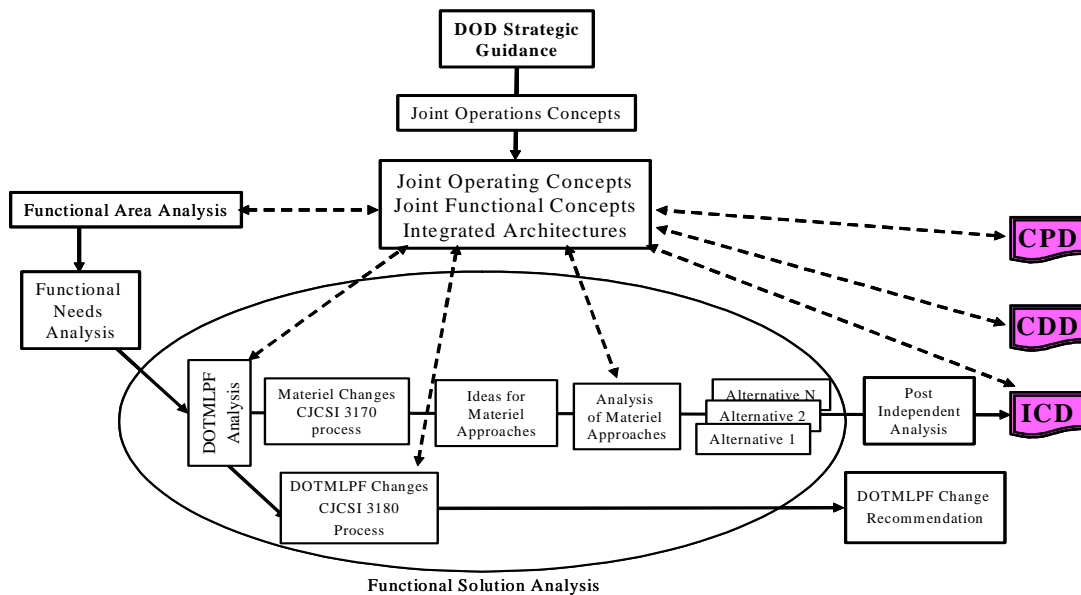 DOD Strategic
Guidance
Joint Operations Concepts
Joint Operating Concepts
Joint Functional Concepts
Integrated Architectures
Functional Area Analysis
CPD
Functional
Needs
Analysis
CDD
DOTMLPF
Analysis
Materiel Changes
CJCSI 3170
process
Ideas for
Materiel
Approaches
Analysis
of Materiel
Approaches
Alternative N
Alternative 2
Alternative 1
Post
Independent
Analysis
ICD
DOTMLPF Changes
CJCSI 3180
Process
DOTMLPF Change
Recommendation
Functional Solution Analysis